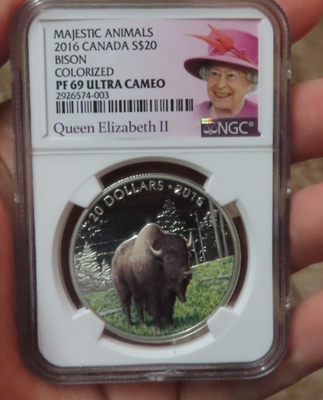 MAJESTIC ANIMALS
2016 CANADA S$20
BISON
COLORIZED
PF 69 ULTRA CAMEO
2926574-003
Queen Elizabeth II
NGC
20 DOLLARS • 2016